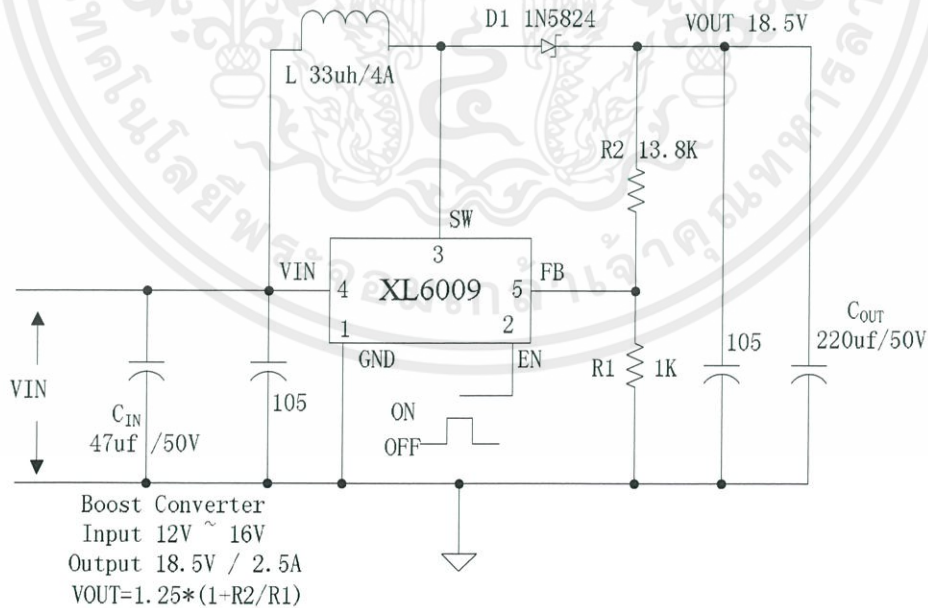 D1 1N5824
VOUT 18.5V
L 33uh/4A
R2 13.8K
SW
3
VIN
4
XL6009
5
FB
1
2
GND
EN
C_OUT
220uf/50V
105
R1
1K
VIN
C_IN
47uf /50V
105
ON
OFF
Boost Converter
Input 12V ~ 16V
Output 18.5V / 2.5A
VOUT=1.25*(1+R2/R1)